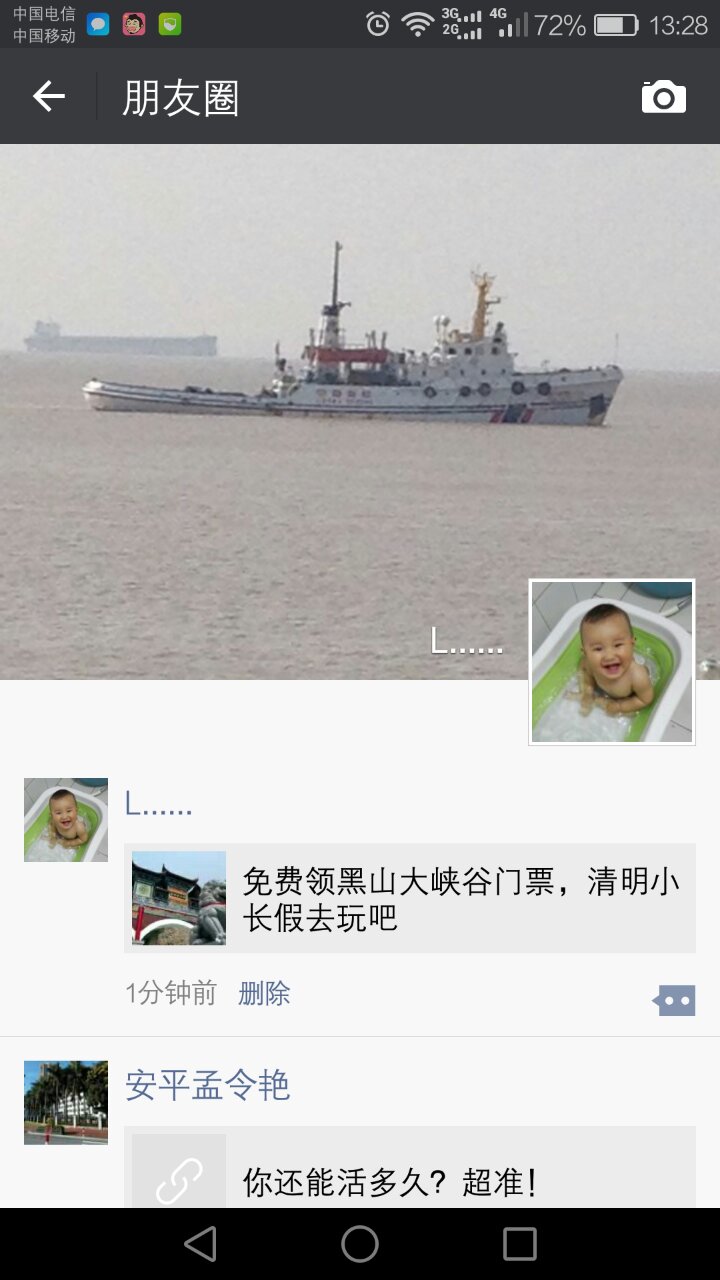 中国电信
中国移动
3G
2G
4G
72%
13:28
朋友圈
L......
L......
免费领黑山大峡谷门票，清明小
长假去玩吧
1分钟前 删除
安平孟令艳
你还能活多久？超准！